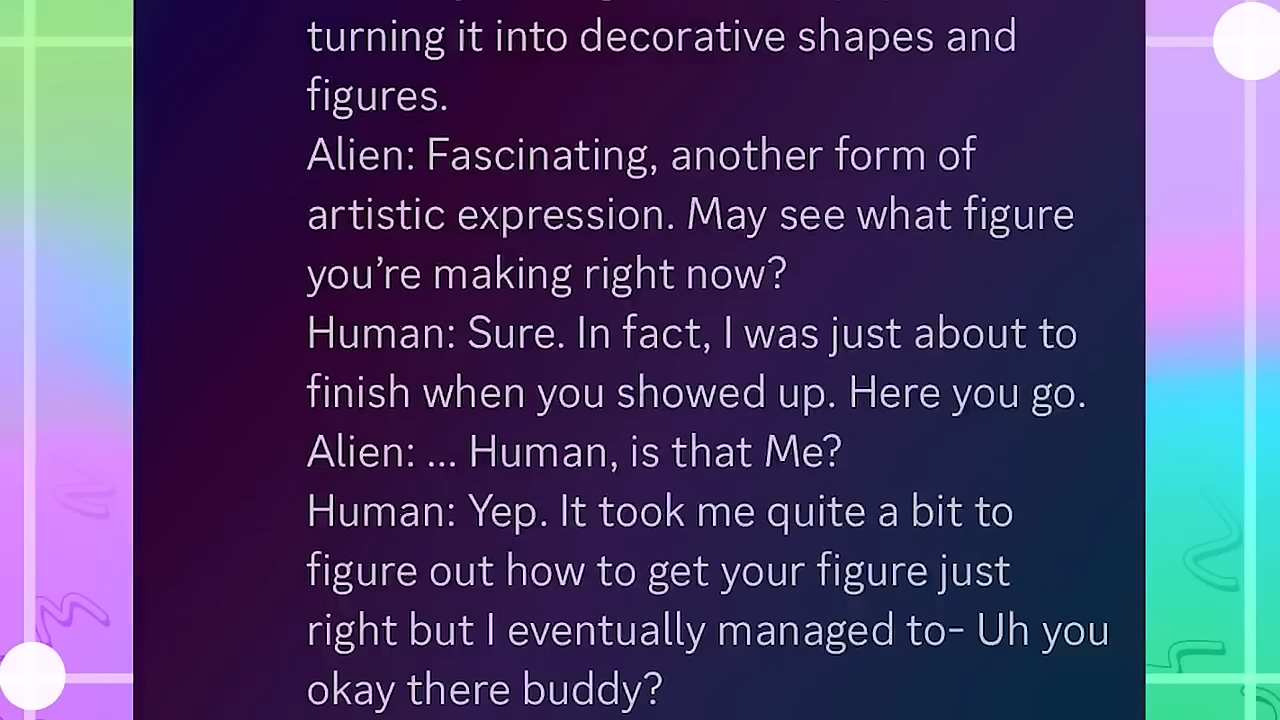 turning it into decorative shapes and
figures.
Alien: Fascinating, another form of
artistic expression. May see what figure
you’re making right now?
Human: Sure. In fact, I was just about to
finish when you showed up. Here you go.
Alien: ... Human, is that Me?
Human: Yep. It took me quite a bit to
figure out how to get your figure just
right but I eventually managed to– Uh you
okay there buddy?